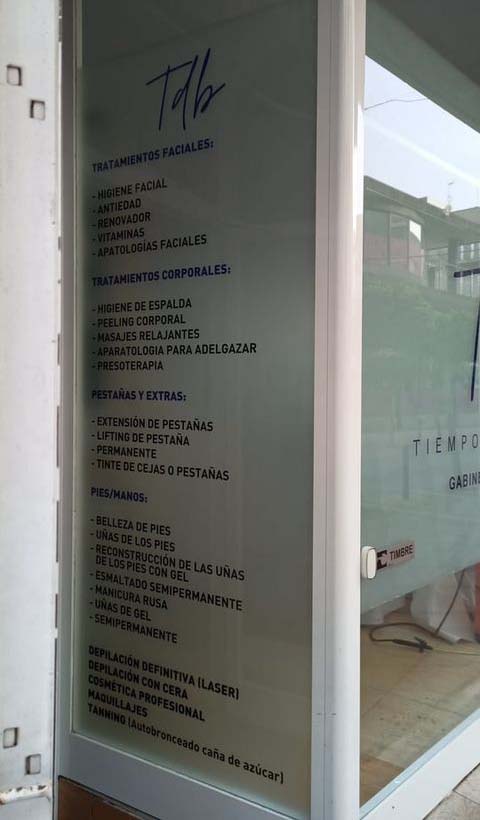 Tdb
TRATAMIENTOS FACIALES:
- HIGIENE FACIAL
- ANTIEDAD
- RENOVADOR
- VITAMINAS
- APATOLOGÍAS FACIALES
TRATAMIENTOS CORPORALES:
- HIGIENE DE ESPALDA
- PEELING CORPORAL
- MASAJES RELAJANTES
- APARATOLOGIA PARA ADELGAZAR
- PRESOTERAPIA
PESTAÑAS Y EXTRAS:
- EXTENSIÓN DE PESTAÑAS
- LIFTING DE PESTAÑA
- PERMANENTE
- TINTE DE CEJAS O PESTAÑAS
PIES/MANOS:
- BELLEZA DE PIES
- UÑAS DE LOS PIES
- RECONSTRUCCIÓN DE LAS UÑAS
DE LOS PIES CON GEL
- ESMALTADO SEMIPERMANENTE
- MANICURA RUSA
- UÑAS DE GEL
- SEMIPERMANENTE
DEPILACIÓN DEFINITIVA (LASER)
DEPILACIÓN CON CERA
COSMÉTICA PROFESIONAL
MAQUILLAJES
TANNING (Autobronceado caña de azúcar)
TIEMPO
GABINE
TIMBRE